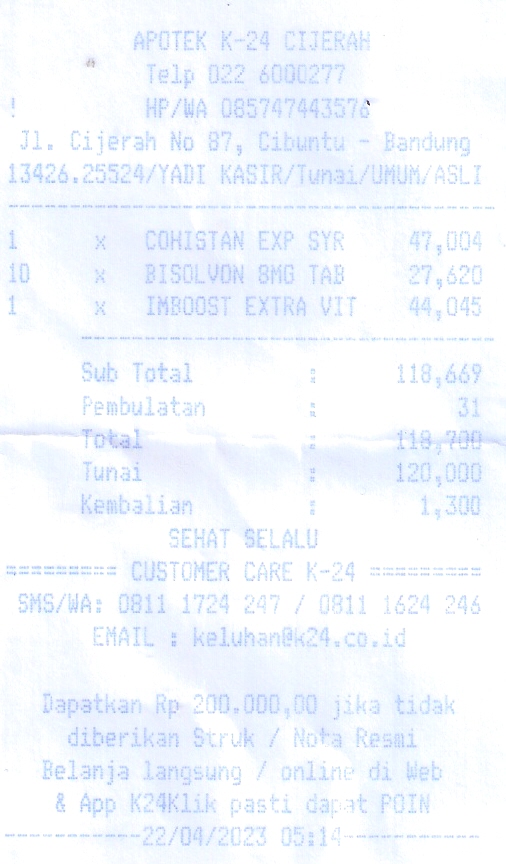 APOTEK K-24 CIJERAH
Telp 022 6000277
! HP/WA 085747443576
Jl. Cijerah No 87, Cibuntu - Bandung
13426.25524/YADI KASIR/Tunai/UMUM/ASLI
--------------------------------------
1 x COHISTAN EXP SYR 47,004
10 x BISOLVON 8MG TAB 27,620
1 x IMBOOST EXTRA VIT 44,045
--------------------------------
Sub Total : 118,669
Pembulatan : 31
Total : 118,700
Tunai : 120,000
Kembalian : 1,300
SEHAT SELALU
========= CUSTOMER CARE K-24 =========
SMS/WA: 0811 1724 247 / 0811 1624 246
EMAIL : keluhan@k24.co.id
Dapatkan Rp 200.000,00 jika tidak
diberikan Struk / Nota Resmi
Belanja langsung / online di Web
& App K24Klik pasti dapat POIN
-----------22/04/2023 05:14-----------